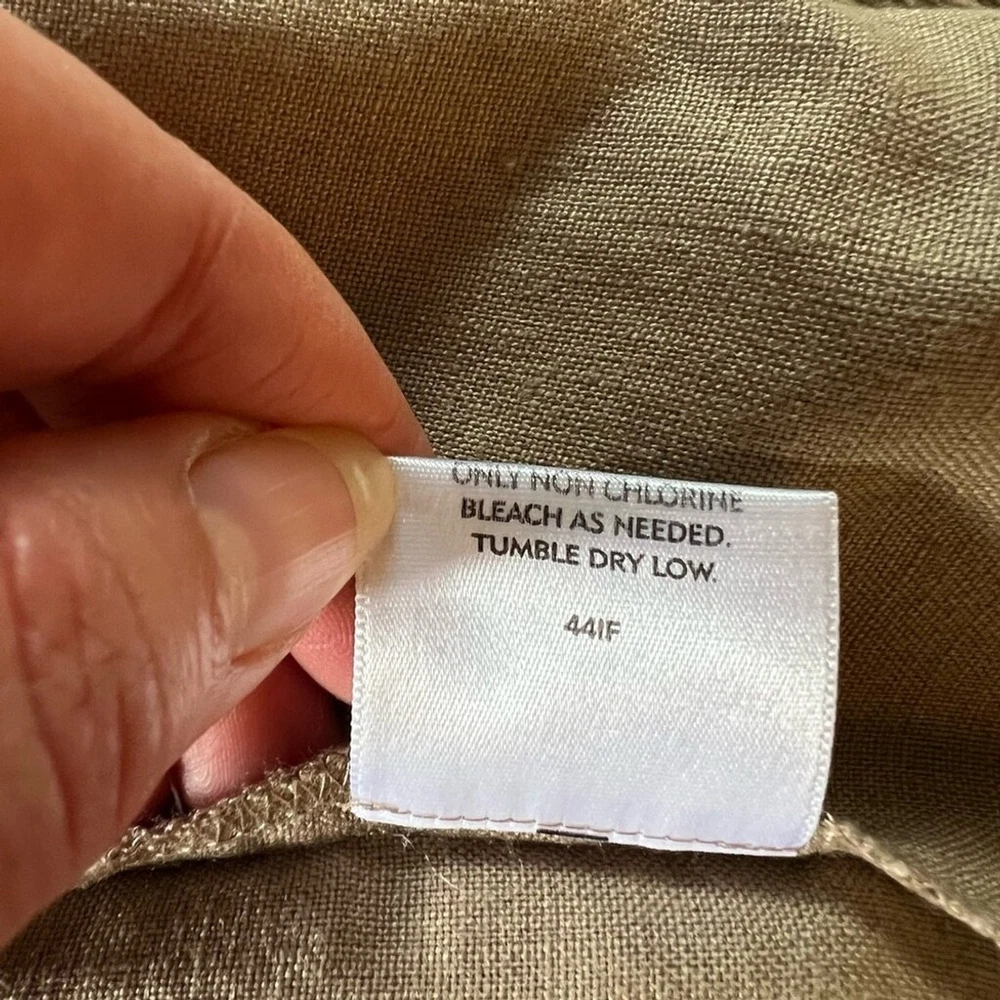 ONLY NON CHLORINE
BLEACH AS NEEDED.
TUMBLE DRY LOW.
441F